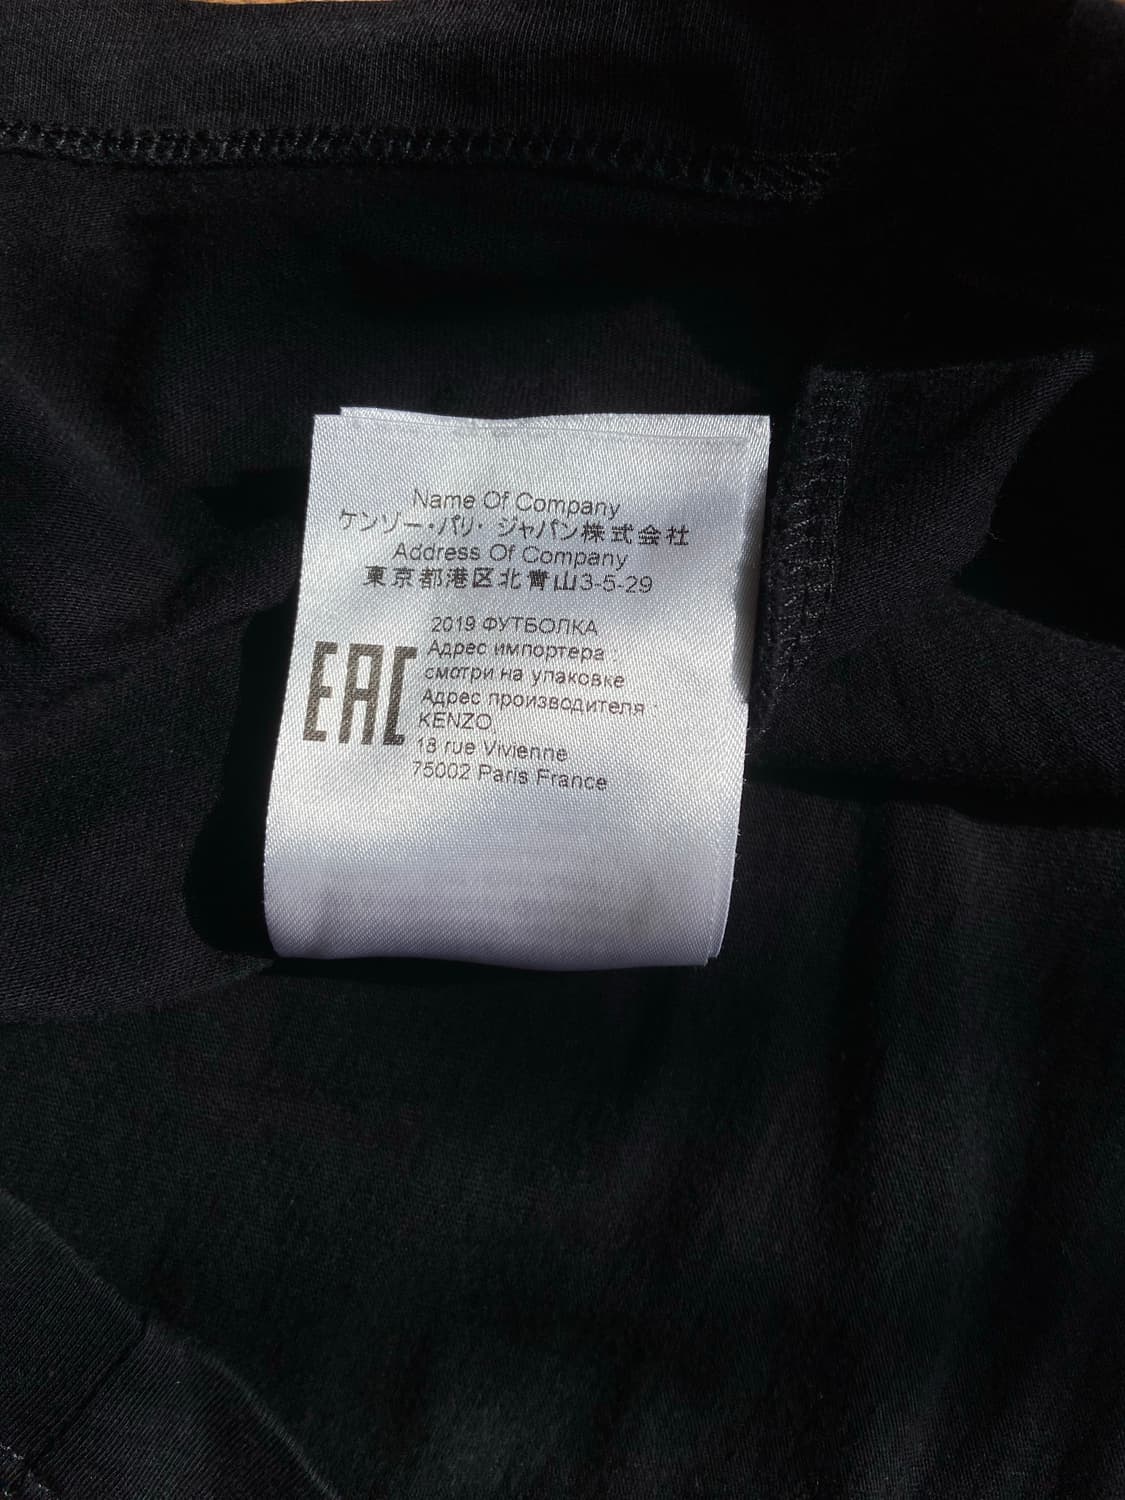 Name Of Company
ケンゾー・パリ・ ジャパン株式会社
Address Of Company
東京都港区北青山3-5-29
2019 ФУТБОЛКА
Адрес импортера :
смотри на упаковке
Адрес производителя :
KENZO,
18 rue Vivienne
75002 Paris France
EAC